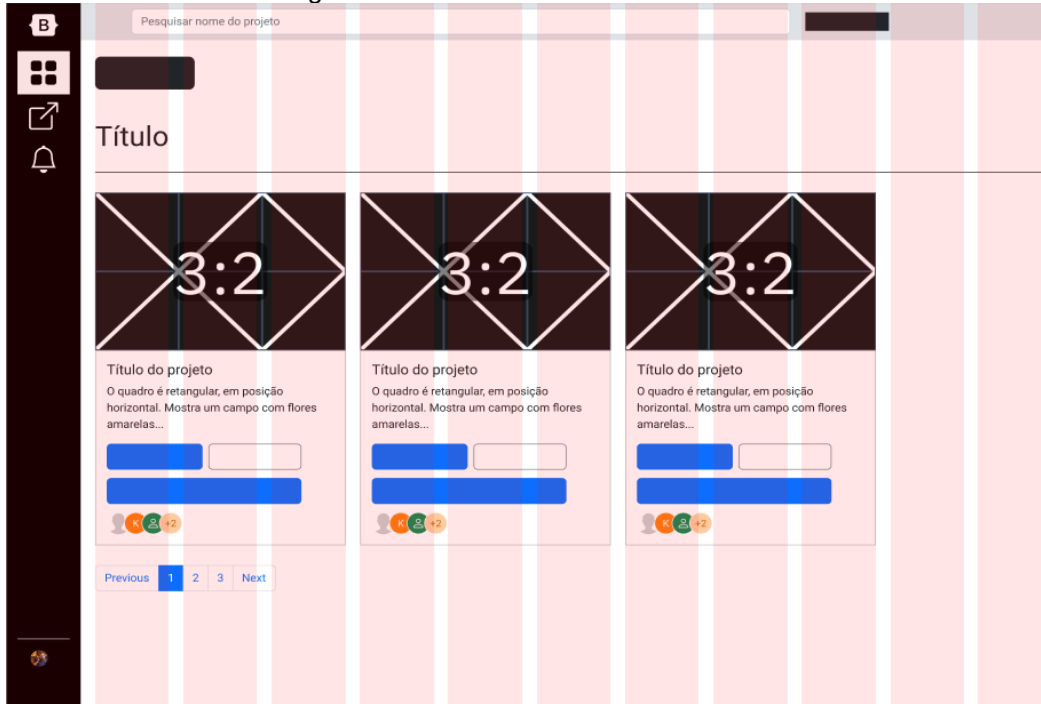 B
Pesquisar nome do projeto
Título
3:2
3:2
3:2
Título do projeto
O quadro é retangular, em posição
horizontal. Mostra um campo com flores
amarelas...
K
+2
Título do projeto
O quadro é retangular, em posição
horizontal. Mostra um campo com flores
amarelas...
K
+2
Título do projeto
O quadro é retangular, em posição
horizontal. Mostra um campo com flores
amarelas...
K
+2
Previous 1 2 3 Next